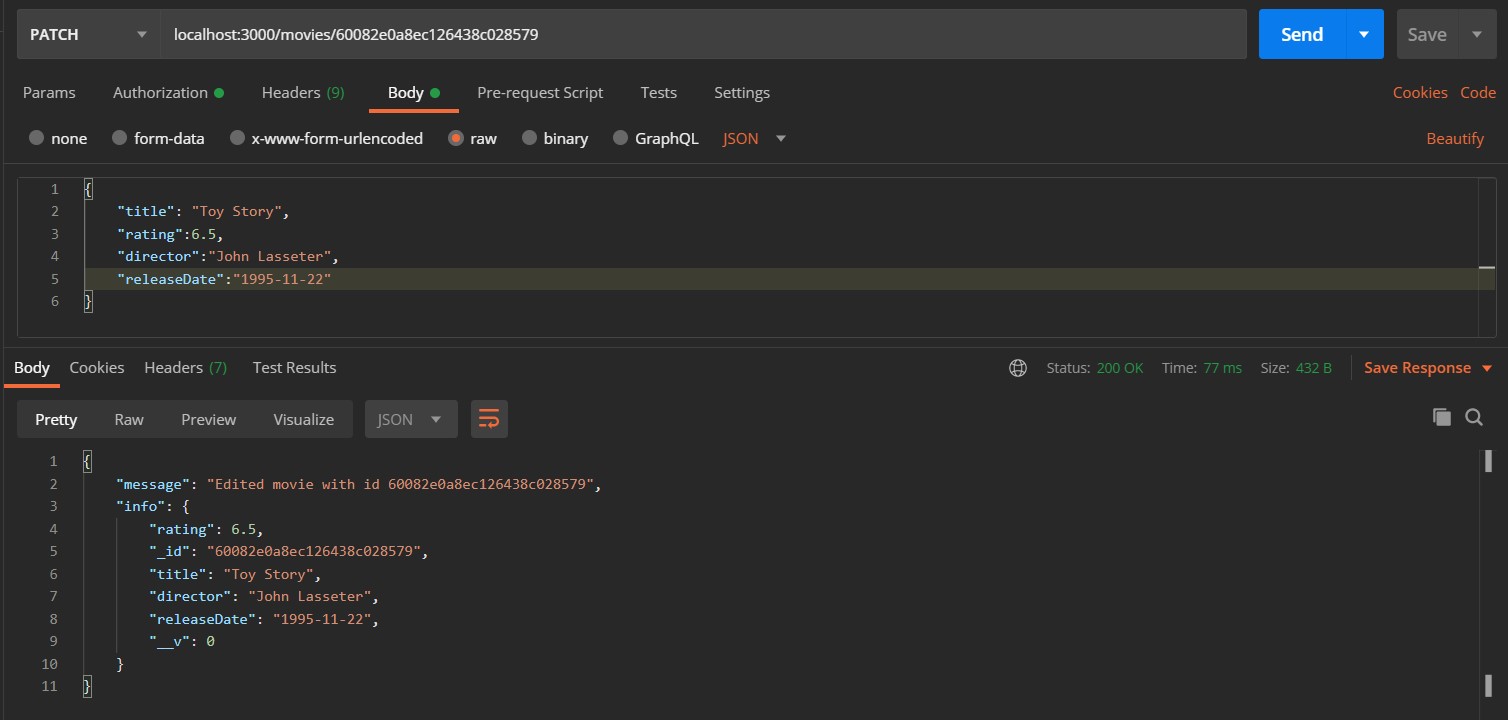 PATCH localhost:3000/movies/60082e0a8ec126438c028579 Send Save
Params Authorization Headers (9) Body Pre-request Script Tests Settings Cookies Code
none form-data x-www-form-urlencoded raw binary GraphQL JSON Beautify
1 {
2 "title": "Toy Story",
3 "rating":6.5,
4 "director":"John Lasseter",
5 "releaseDate":"1995-11-22"
6 }
Body Cookies Headers (7) Test Results Status: 200 OK Time: 77 ms Size: 432 B Save Response
Pretty Raw Preview Visualize JSON
1 {
2 "message": "Edited movie with id 60082e0a8ec126438c028579",
3 "info": {
4 "rating": 6.5,
5 "_id": "60082e0a8ec126438c028579",
6 "title": "Toy Story",
7 "director": "John Lasseter",
8 "releaseDate": "1995-11-22",
9 "__v": 0
10 }
11 }